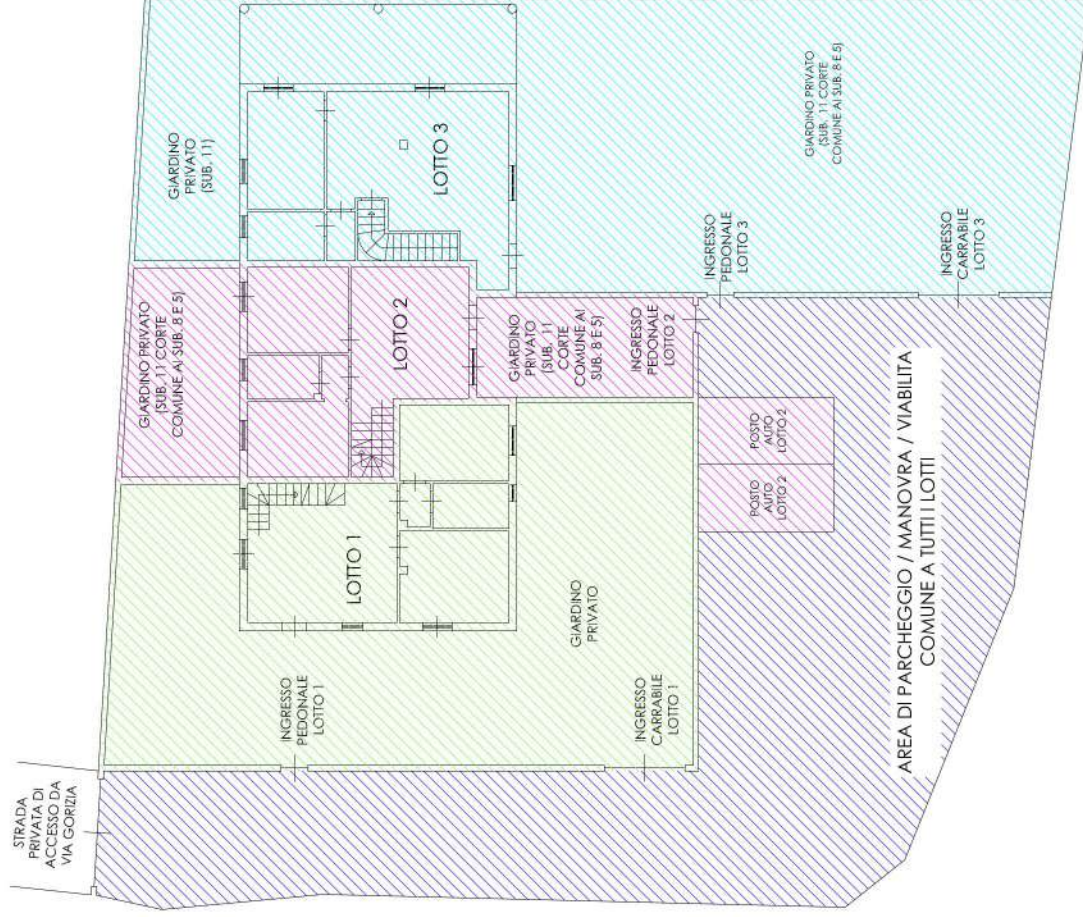 GIARDINO
PRIVATO
(SUB. 11)
GIARDINO PRIVATO
(SUB. 11 CORTE
COMUNE AI SUB. 8 E 5)
LOTTO 3
GIARDINO PRIVATO
(SUB. 11 CORTE
COMUNE AI SUB. 8 E 5)
INGRESSO
PEDONALE
LOTTO 3
INGRESSO
CARRABILE
LOTTO 3
LOTTO 2
GIARDINO
PRIVATO
(SUB. 11
CORTE
COMUNE AI
SUB. 8 E 5)
INGRESSO
PEDONALE
LOTTO 2
POSTO
AUTO
LOTTO 2
POSTO
AUTO
LOTTO 2
LOTTO 1
GIARDINO
PRIVATO
INGRESSO
PEDONALE
LOTTO 1
INGRESSO
CARRABILE
LOTTO 1
STRADA
PRIVATA DI
ACCESSO DA
VIA GORIZIA
AREA DI PARCHEGGIO / MANOVRA / VIABILITA
COMUNE A TUTTI I LOTTI